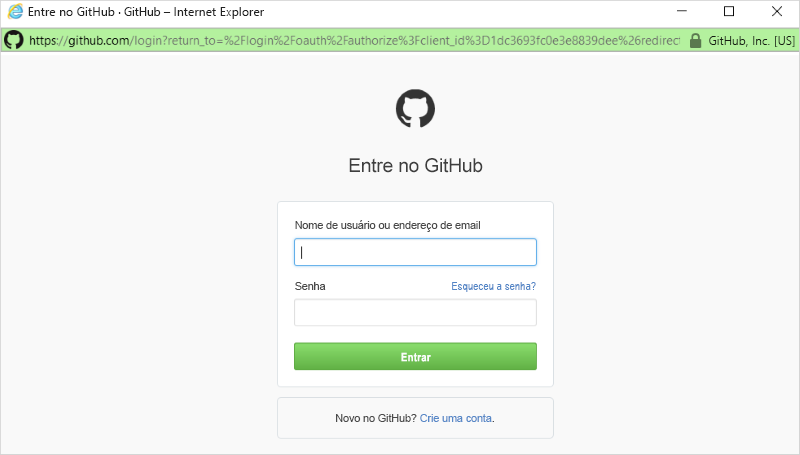 Entre no GitHub · GitHub – Internet Explorer
https://github.com/login?return_to=%2Flogin%2Foauth%2Fauthorize%3Fclient_id%3D1dc3693fc0e3e8839dee%26redirect GitHub, Inc. [US]
Entre no GitHub
Nome de usuário ou endereço de email
Senha Esqueceu a senha?
Entrar
Novo no GitHub? Crie uma conta.